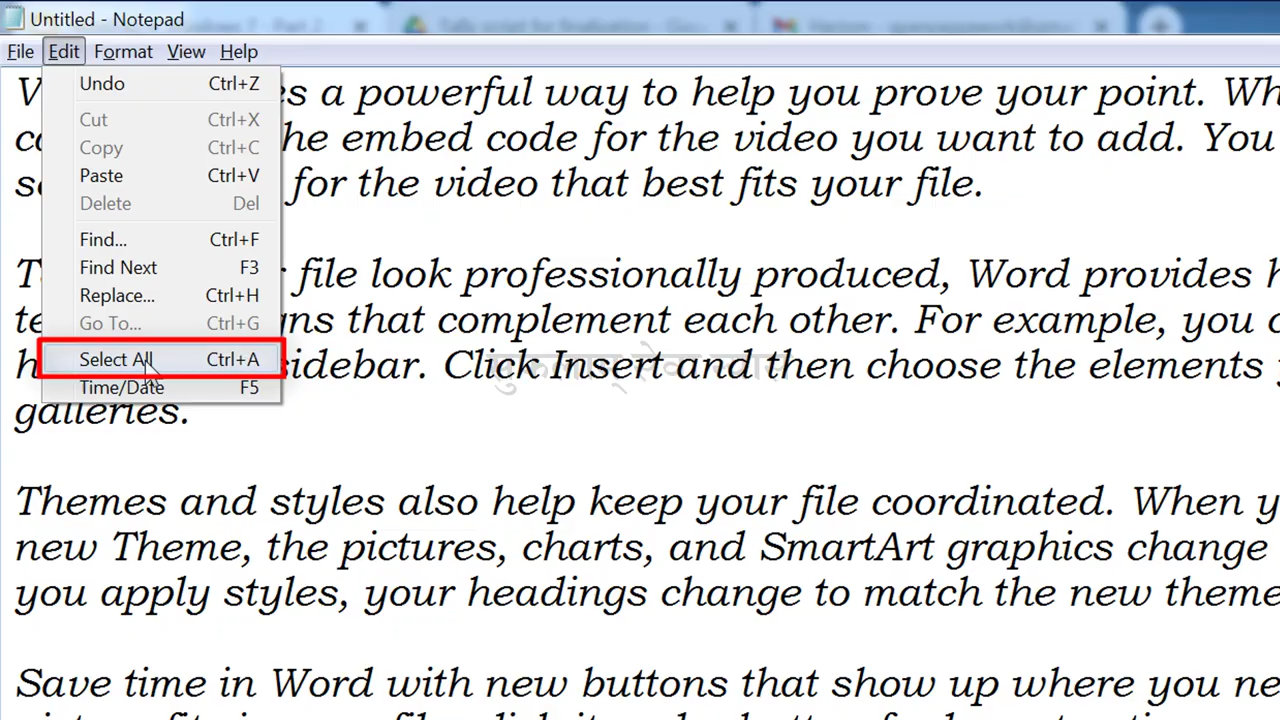 Untitled - Notepad
File Edit Format View Help
Undo Ctrl+Z
Cut Ctrl+X
Copy Ctrl+C
Paste Ctrl+V
Delete Del
Find... Ctrl+F
Find Next F3
Replace... Ctrl+H
Go To... Ctrl+G
Select All Ctrl+A
Time/Date F5
es a powerful way to help you prove your point. Wh
he embed code for the video you want to add. You
for the video that best fits your file.
file look professionally produced, Word provides h
gns that complement each other. For example, you c
sidebar. Click Insert and then choose the elements y
galleries.
Themes and styles also help keep your file coordinated. When y
new Theme, the pictures, charts, and SmartArt graphics change
you apply styles, your headings change to match the new theme
Save time in Word with new buttons that show up where you ne